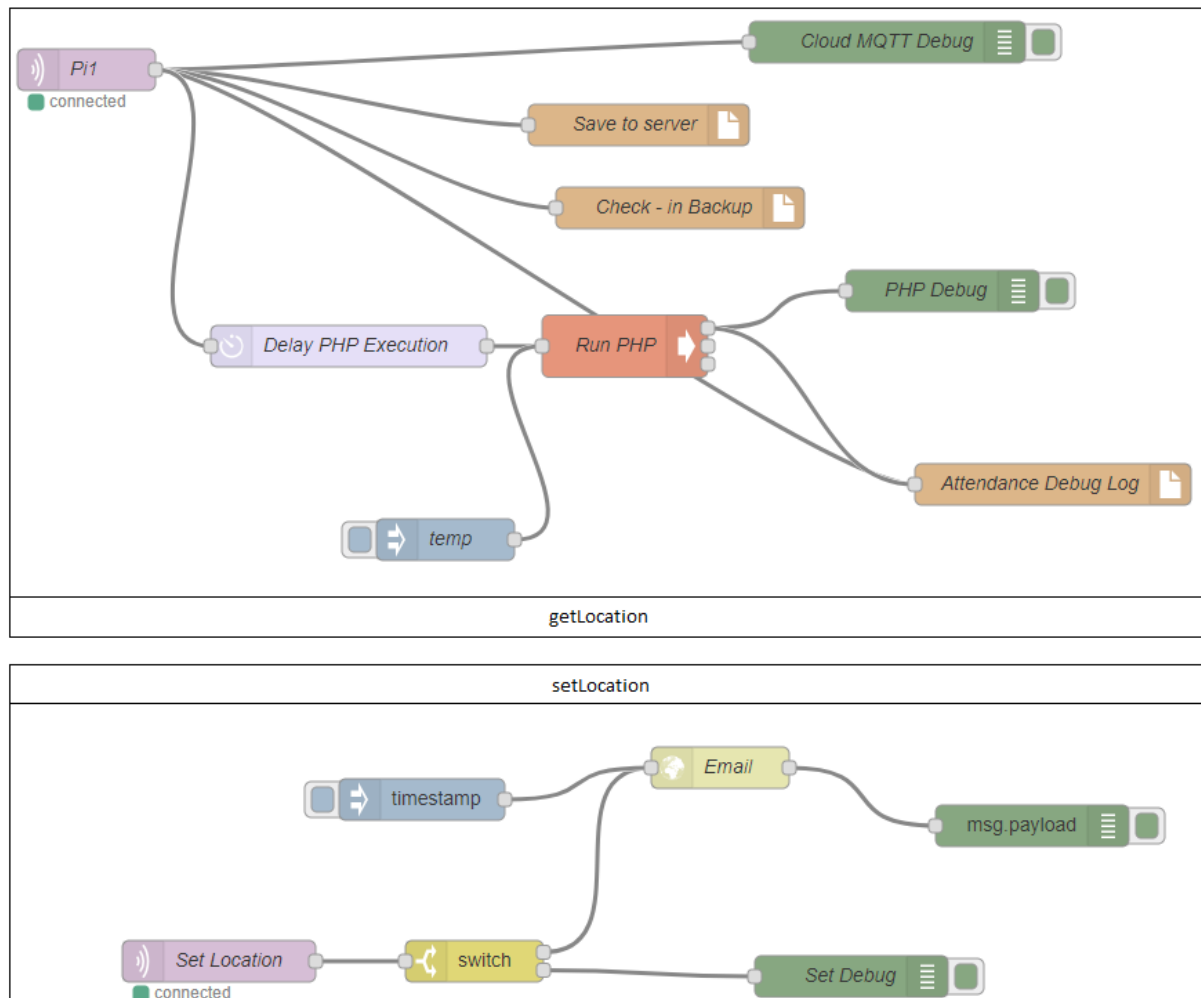 Cloud MQTT Debug
Pi1
connected
Save to server
Check - in Backup
PHP Debug
Delay PHP Execution
Run PHP
Attendance Debug Log
temp
getLocation
setLocation
Email
timestamp
msg.payload
Set Location
switch
Set Debug
connected